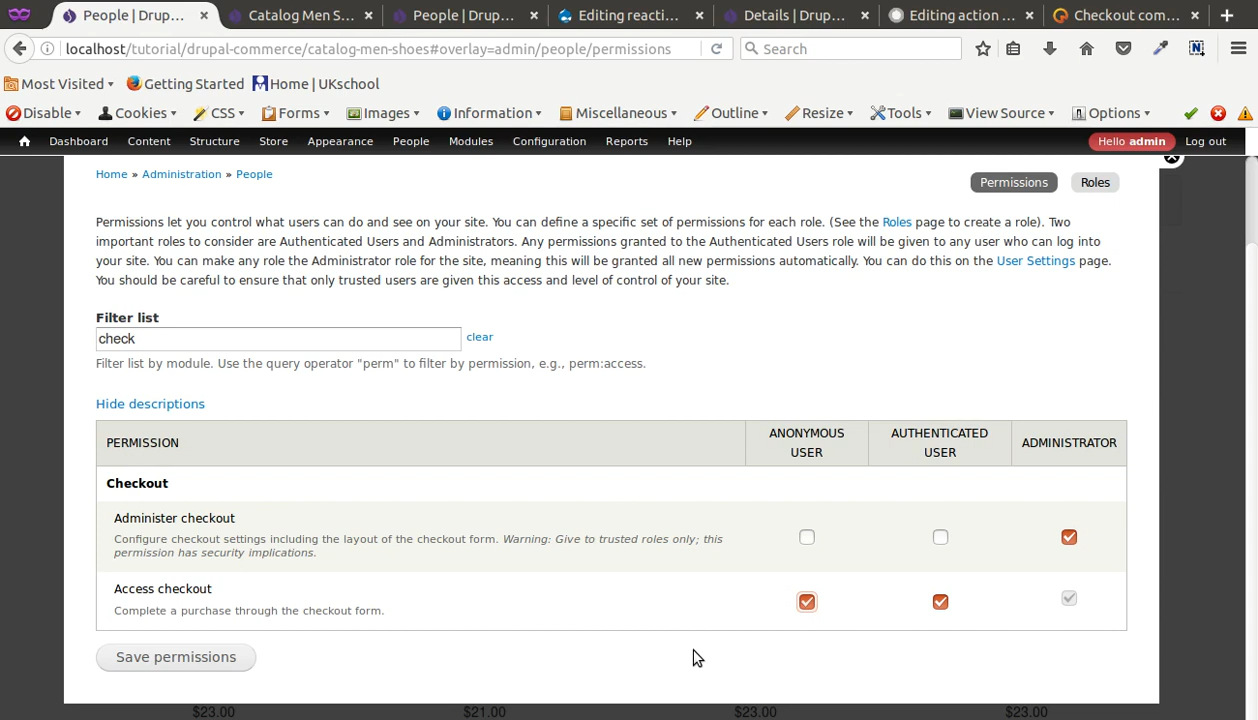 People | Drup... × Catalog Men S... × People | Drup... × Editing reacti... × Details | Drup... × Editing action ... × Checkout com... × +
localhost/tutorial/drupal-commerce/catalog-men-shoes#overlay=admin/people/permissions Search
Most Visited Getting Started Home | UKschool
Disable Cookies CSS Forms Images Information Miscellaneous Outline Resize Tools View Source Options
Dashboard Content Structure Store Appearance People Modules Configuration Reports Help Hello admin Log out
Home » Administration » People Permissions Roles
Permissions let you control what users can do and see on your site. You can define a specific set of permissions for each role. (See the Roles page to create a role). Two
important roles to consider are Authenticated Users and Administrators. Any permissions granted to the Authenticated Users role will be given to any user who can log into
your site. You can make any role the Administrator role for the site, meaning this will be granted all new permissions automatically. You can do this on the User Settings page.
You should be careful to ensure that only trusted users are given this access and level of control of your site.
Filter list
check clear
Filter list by module. Use the query operator "perm" to filter by permission, e.g., perm:access.
Hide descriptions
PERMISSION ANONYMOUS USER AUTHENTICATED USER ADMINISTRATOR
Checkout
Administer checkout
Configure checkout settings including the layout of the checkout form. Warning: Give to trusted roles only; this
permission has security implications.
Access checkout
Complete a purchase through the checkout form.
Save permissions
$23.00 $21.00 $23.00 $23.00